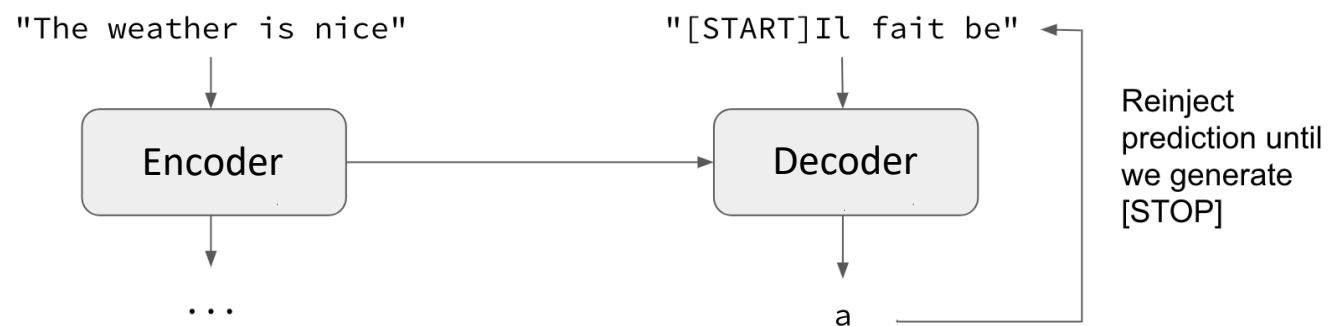 "The weather is nice"
"[START]Il fait be"
Encoder
Decoder
Reinject
prediction until
we generate
[STOP]
...
a